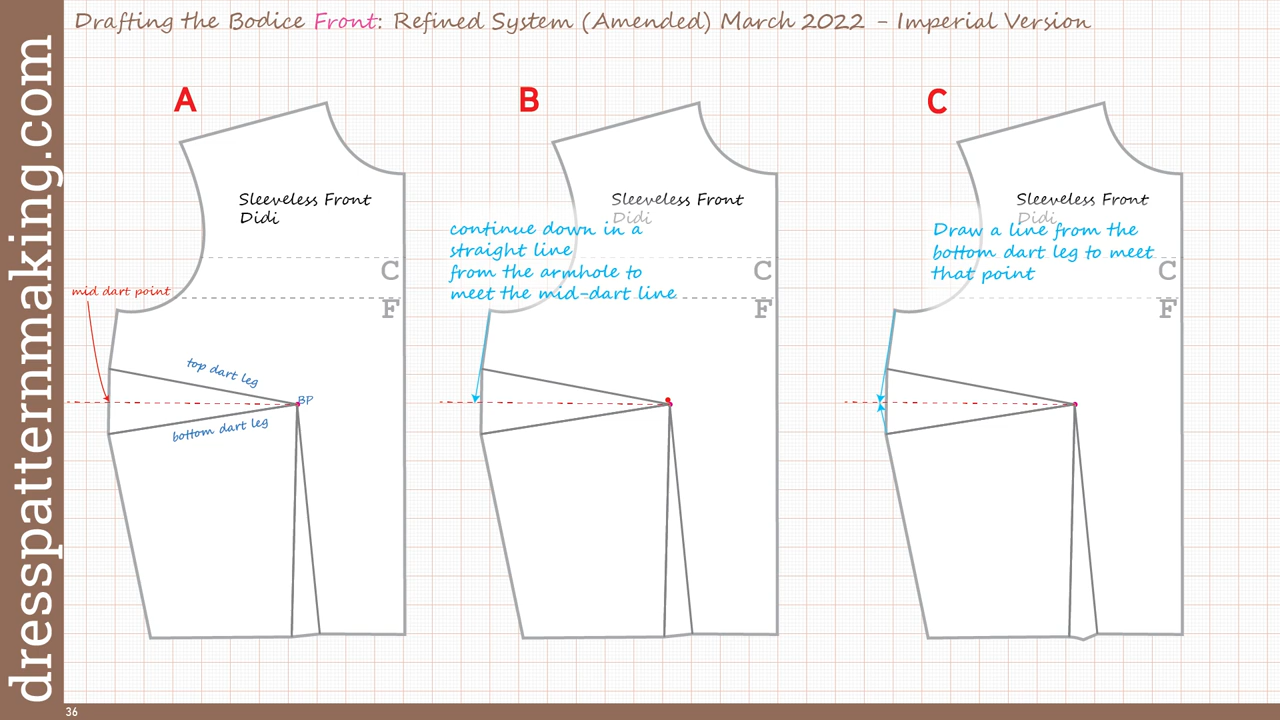 Drafting the Bodice Front: Refined System (Amended) March 2022 - Imperial Version
dresspatternmaking.com
A
Sleeveless Front
Didi
C
F
mid dart point
top dart leg
BP
bottom dart leg
B
Sleeveless Front
Didi
continue down in a
straight line
from the armhole to
meet the mid-dart line
C
F
C
Sleeveless Front
Didi
Draw a line from the
bottom dart leg to meet
that point
C
F
36